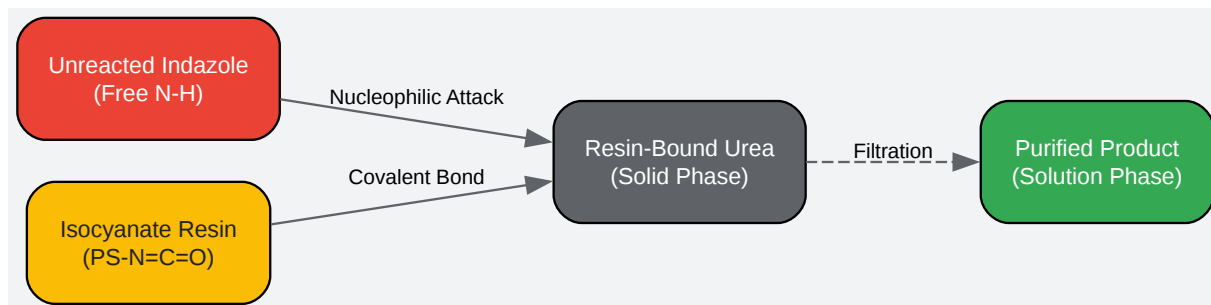 Unreacted Indazole
(Free N-H)
Nucleophilic Attack
Isocyanate Resin
(PS-N=C=O)
Covalent Bond
Resin-Bound Urea
(Solid Phase)
Filtration
Purified Product
(Solution Phase)